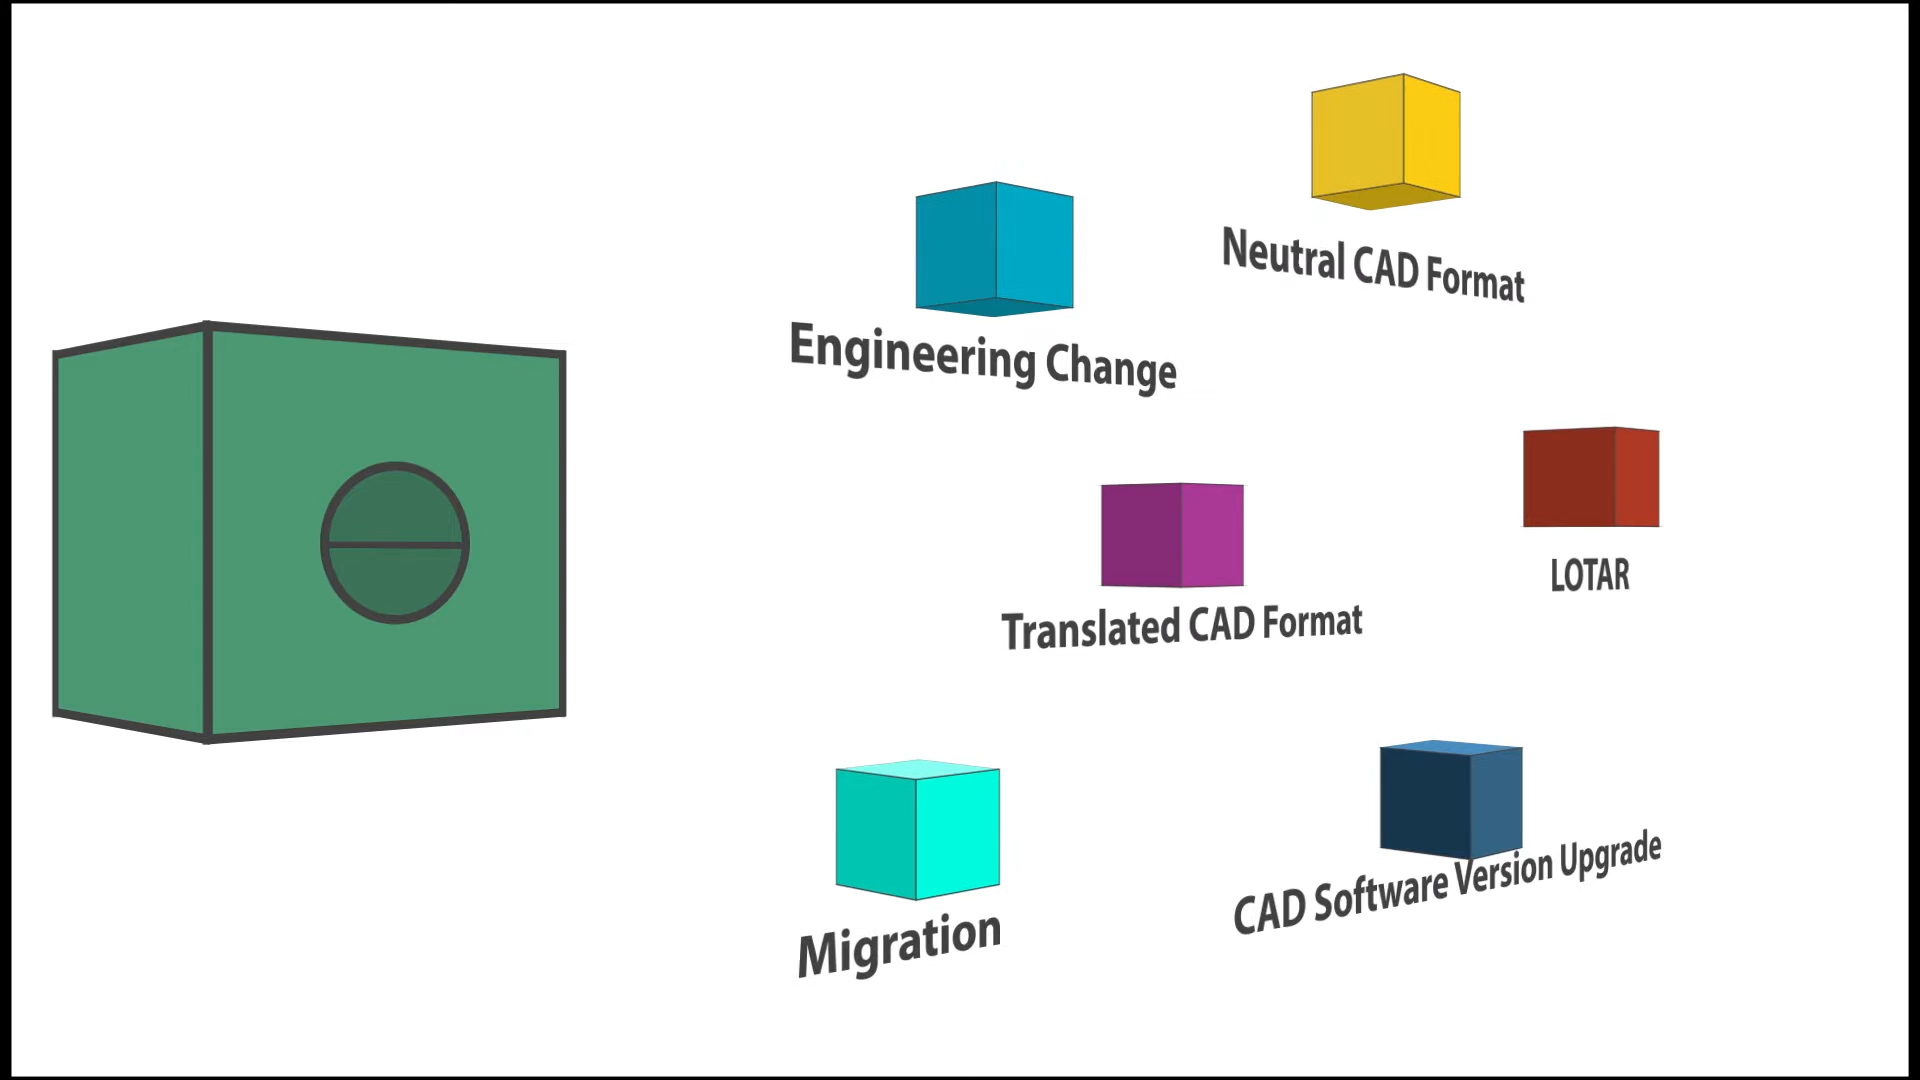 Neutral CAD Format
Engineering Change
LOTAR
Translated CAD Format
CAD Software Version Upgrade
Migration